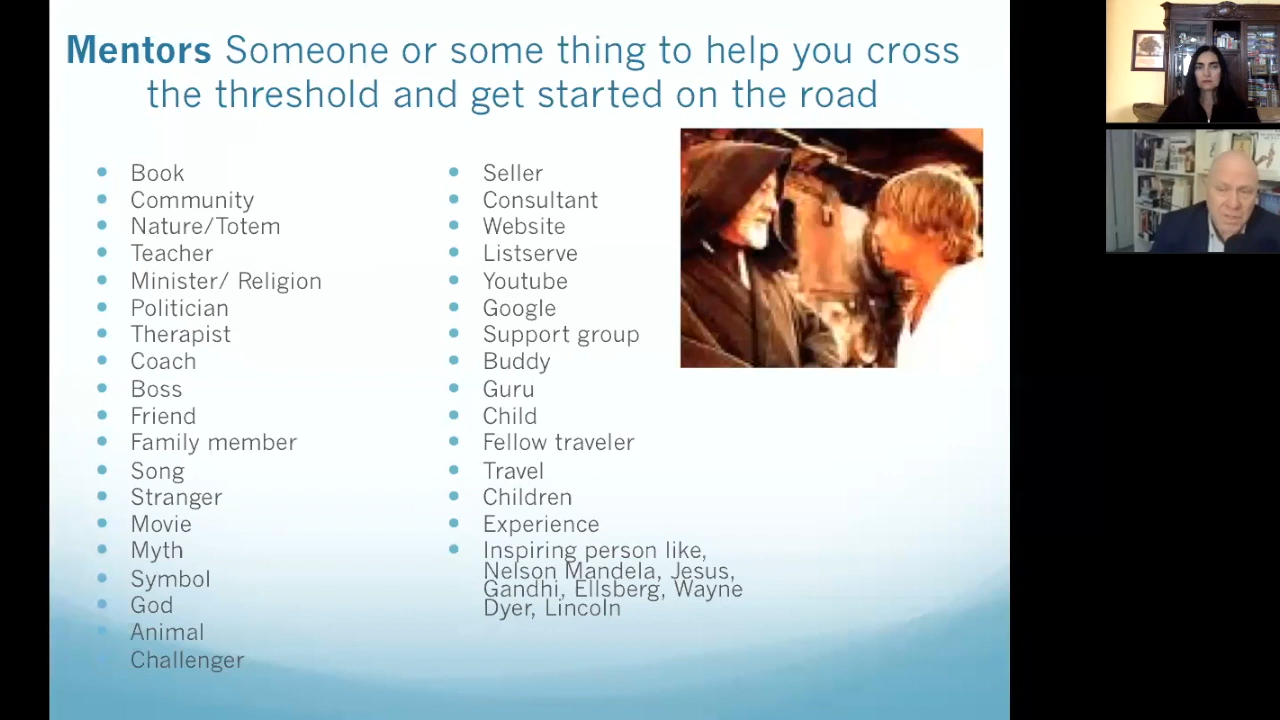 Mentors Someone or some thing to help you cross
the threshold and get started on the road
Book
Community
Nature/Totem
Teacher
Minister/ Religion
Politician
Therapist
Coach
Boss
Friend
Family member
Song
Stranger
Movie
Myth
Symbol
God
Animal
Challenger
Seller
Consultant
Website
Listserve
Youtube
Google
Support group
Buddy
Guru
Child
Fellow traveler
Travel
Children
Experience
Inspiring person like,
Nelson Mandela, Jesus,
Gandhi, Ellsberg, Wayne
Dyer, Lincoln